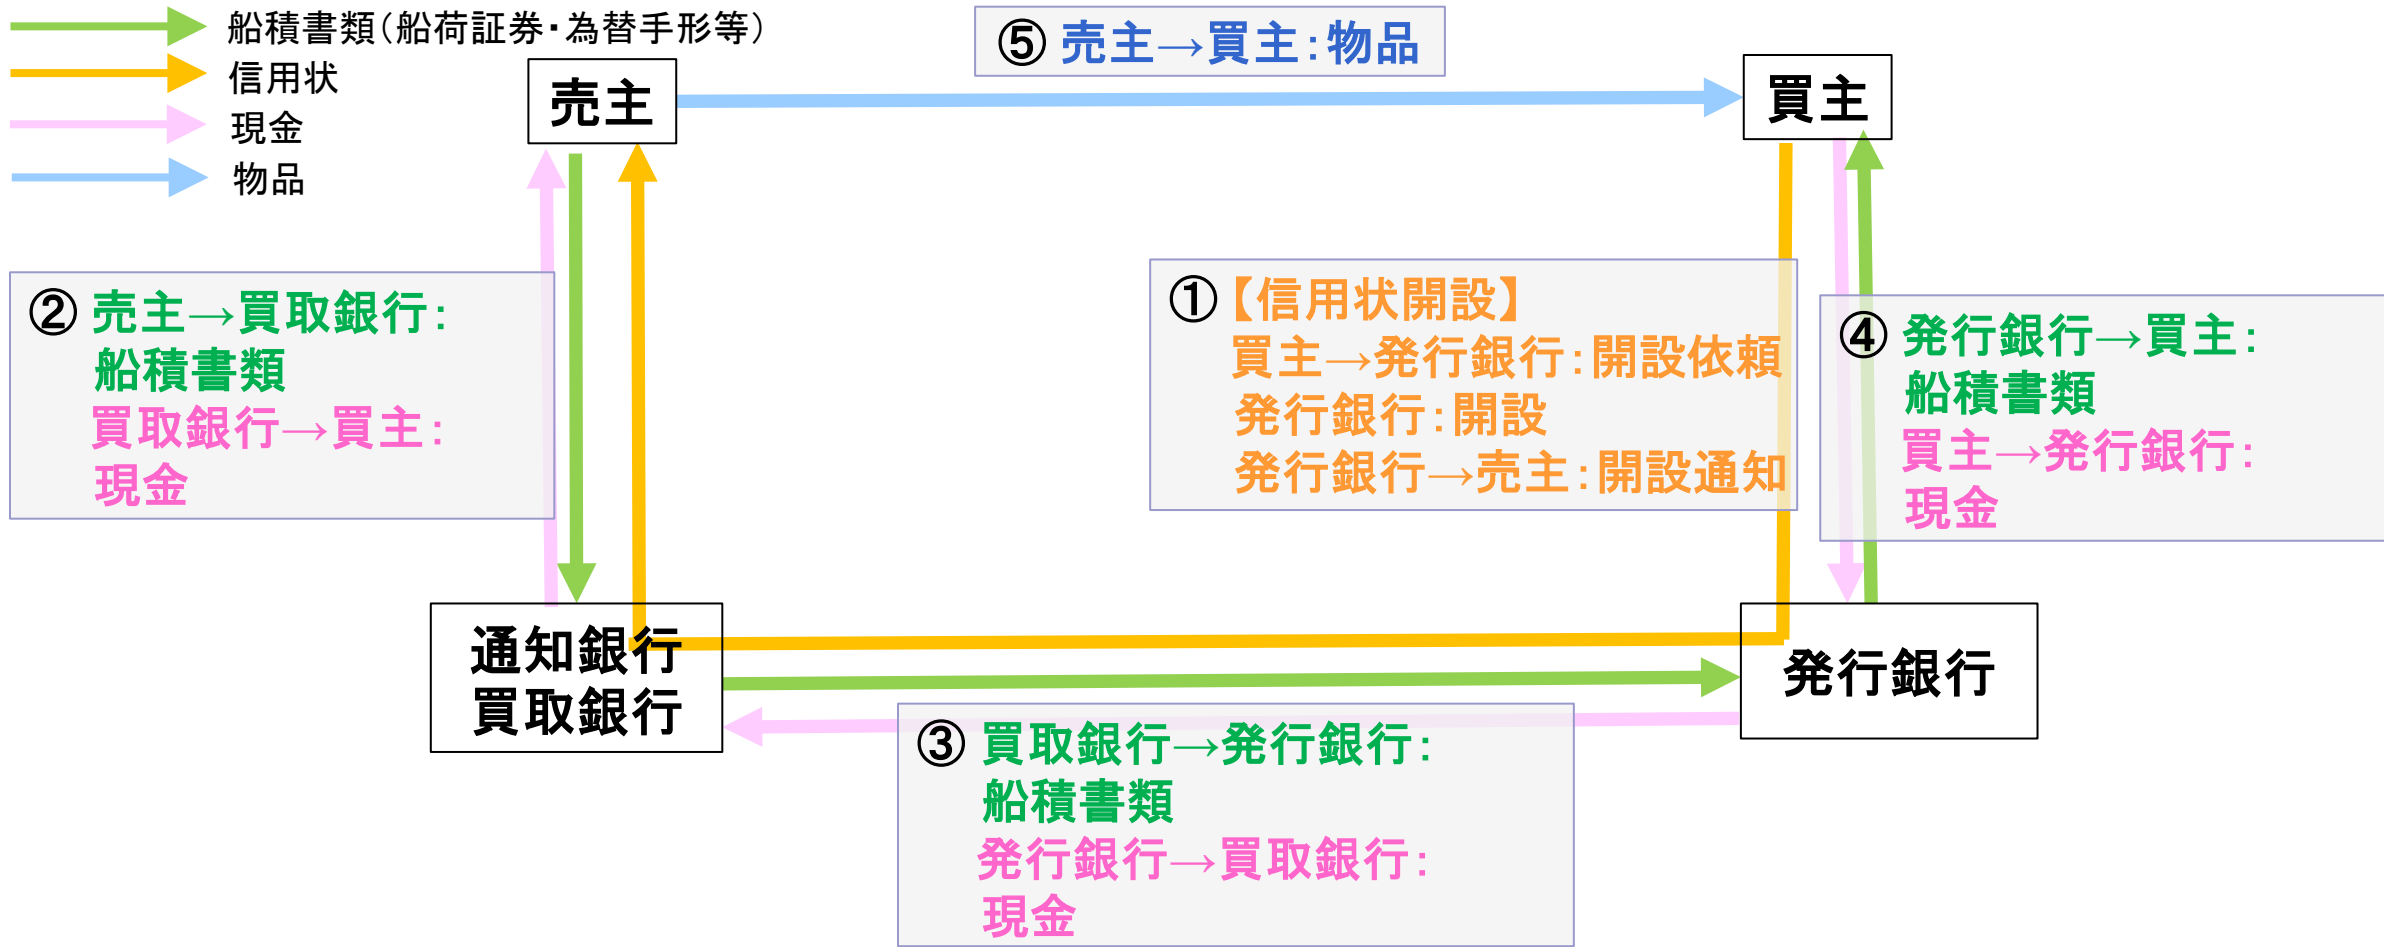 船積書類(船荷証券・為替手形等)
信用状
現金
物品
⑤ 売主→買主:物品
売主
買主
② 売主→買取銀行:
船積書類
買取銀行→買主:
現金
①【信用状開設】
買主→発行銀行:開設依頼
発行銀行:開設
発行銀行→売主:開設通知
④ 発行銀行→買主:
船積書類
買主→発行銀行:
現金
通知銀行
買取銀行
発行銀行
③ 買取銀行→発行銀行:
船積書類
発行銀行→買取銀行:
現金